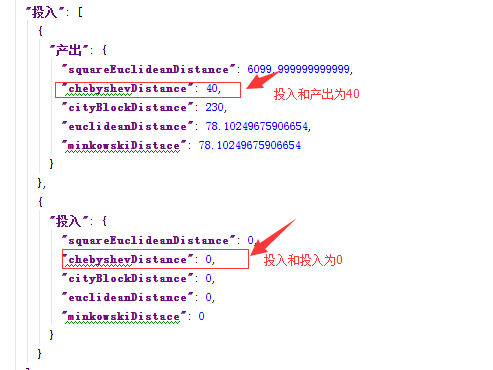 "投入": [
{
"产出": {
"squareEuclideanDistance": 6099.999999999999,
"chebyshevDistance": 40,
投入和产出为40
"cityBlockDistance": 230,
"euclideanDistance": 78.10249675906654,
"minkowskiDistace": 78.10249675906654
}
},
{
"投入": {
"squareEuclideanDistance": 0,
"chebyshevDistance": 0,
投入和投入为0
"cityBlockDistance": 0,
"euclideanDistance": 0,
"minkowskiDistace": 0
}
}